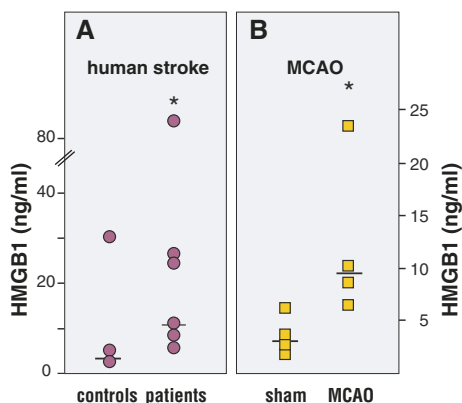 A
human stroke
*
HMGB1 (ng/ml)
80
40
20
0
controls patients
B
MCAO
*
25
20
15
10
5
HMGB1 (ng/ml)
sham MCAO